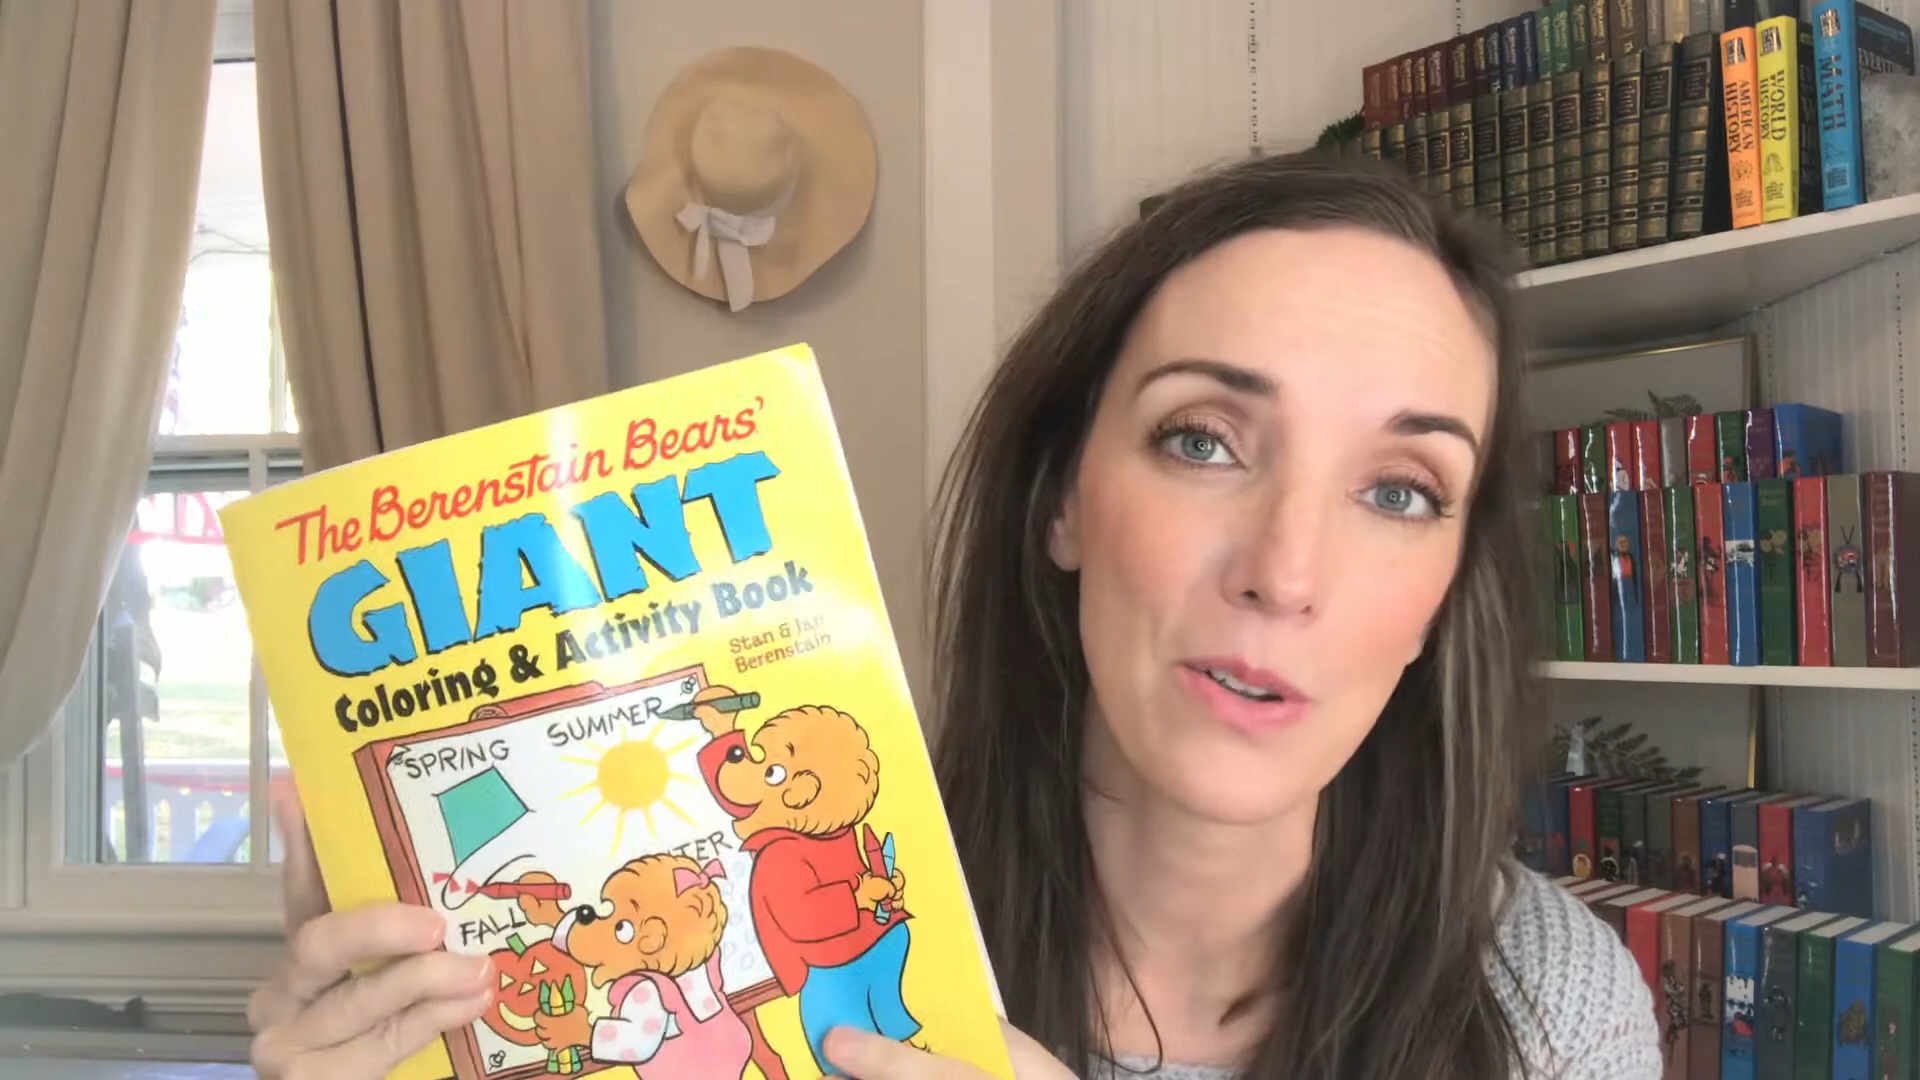 The Berenstain Bears'
GIANT
Coloring & Activity Book
Stan & Jan
Berenstain
SPRING
SUMMER
FALL
AMERICAN
HISTORY
WORLD
HISTORY
MATH